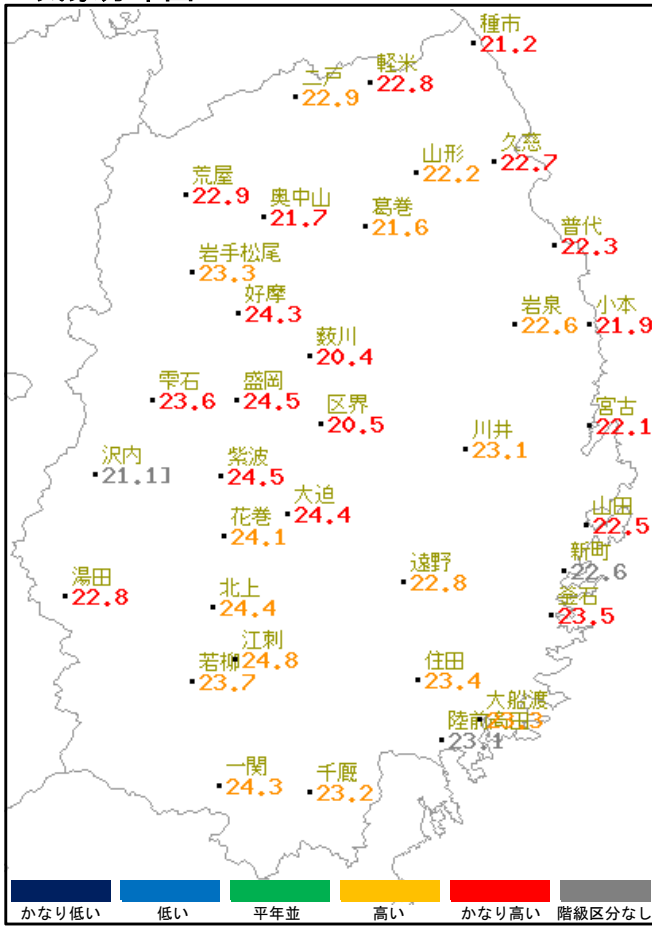 種市
21.2
軽米
22.8
二戸
22.9
久慈
22.7
山形
22.2
荒屋
22.9
奥中山
21.7
葛巻
21.6
普代
22.3
岩手松尾
23.3
好摩
24.3
岩泉
22.6
小本
21.9
薮川
20.4
雫石
23.6
盛岡
24.5
区界
20.5
宮古
22.1
川井
23.1
沢内
21.1]
紫波
24.5
大迫
24.4
花巻
24.1
山田
22.5
新町
22.6
遠野
22.8
湯田
22.8
釜石
23.5
北上
24.4
江刺
24.8
若柳
23.7
住田
23.4
大船渡
陸前高田
23.1
一関
24.3
千厩
23.2
かなり低い 低い 平年並 高い かなり高い 階級区分なし